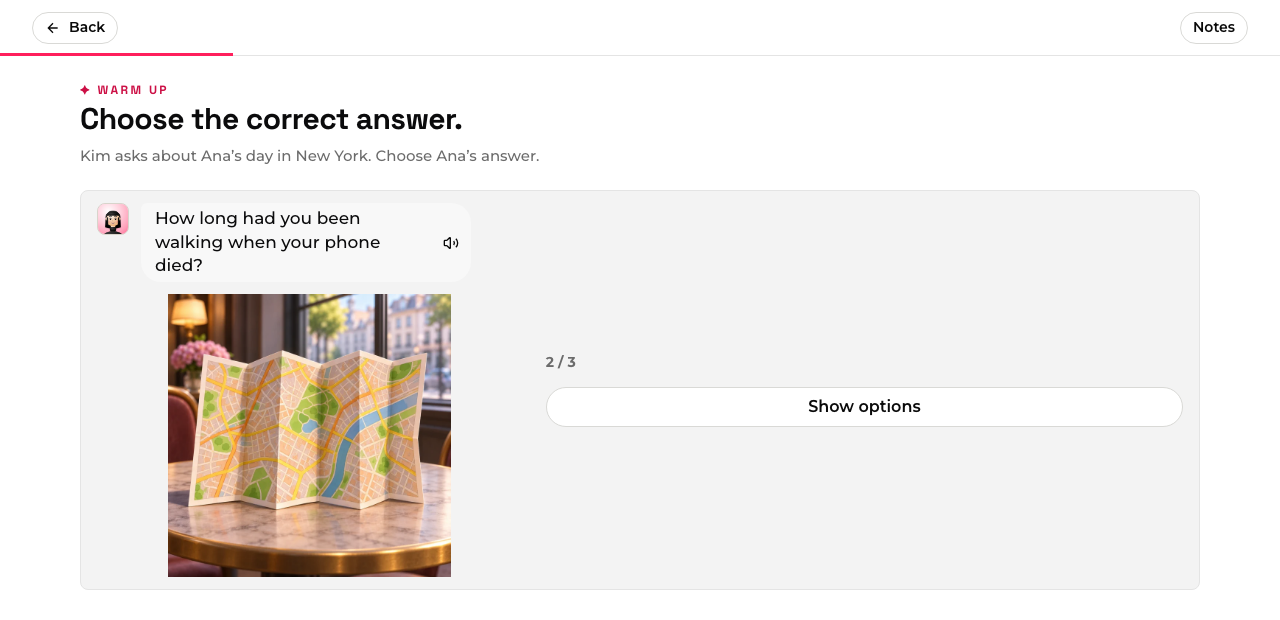 Back
Notes
WARM UP
Choose the correct answer.
Kim asks about Ana’s day in New York. Choose Ana’s answer.
How long had you been
walking when your phone
died?
2 / 3
Show options